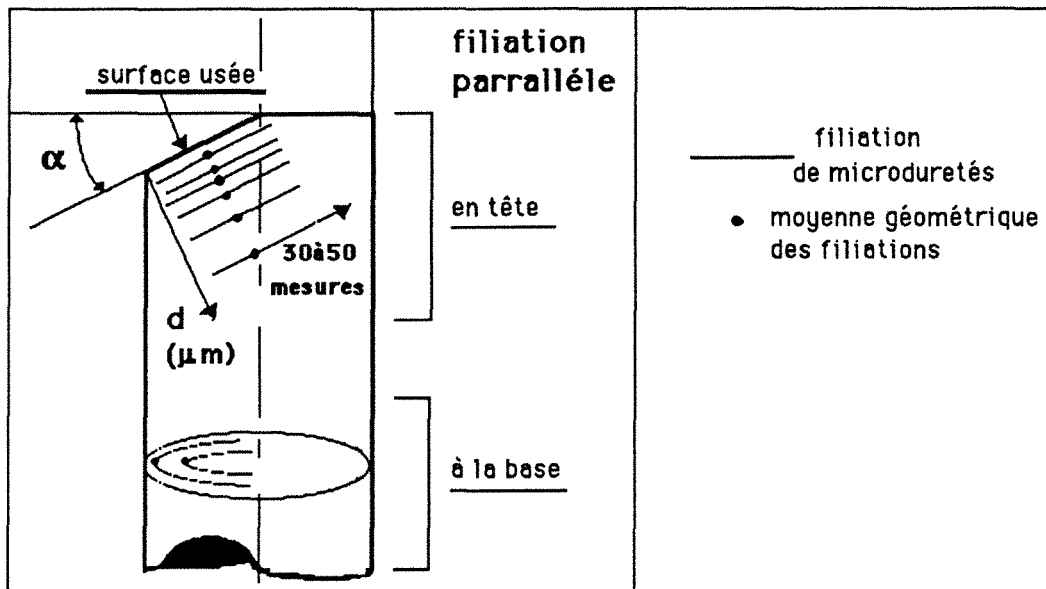 filiation
parralléle
surface usée
α
en tête
30à50
mesures
d
(μm)
à la base
filiation
de microduretés
moyenne géométrique
des filiations